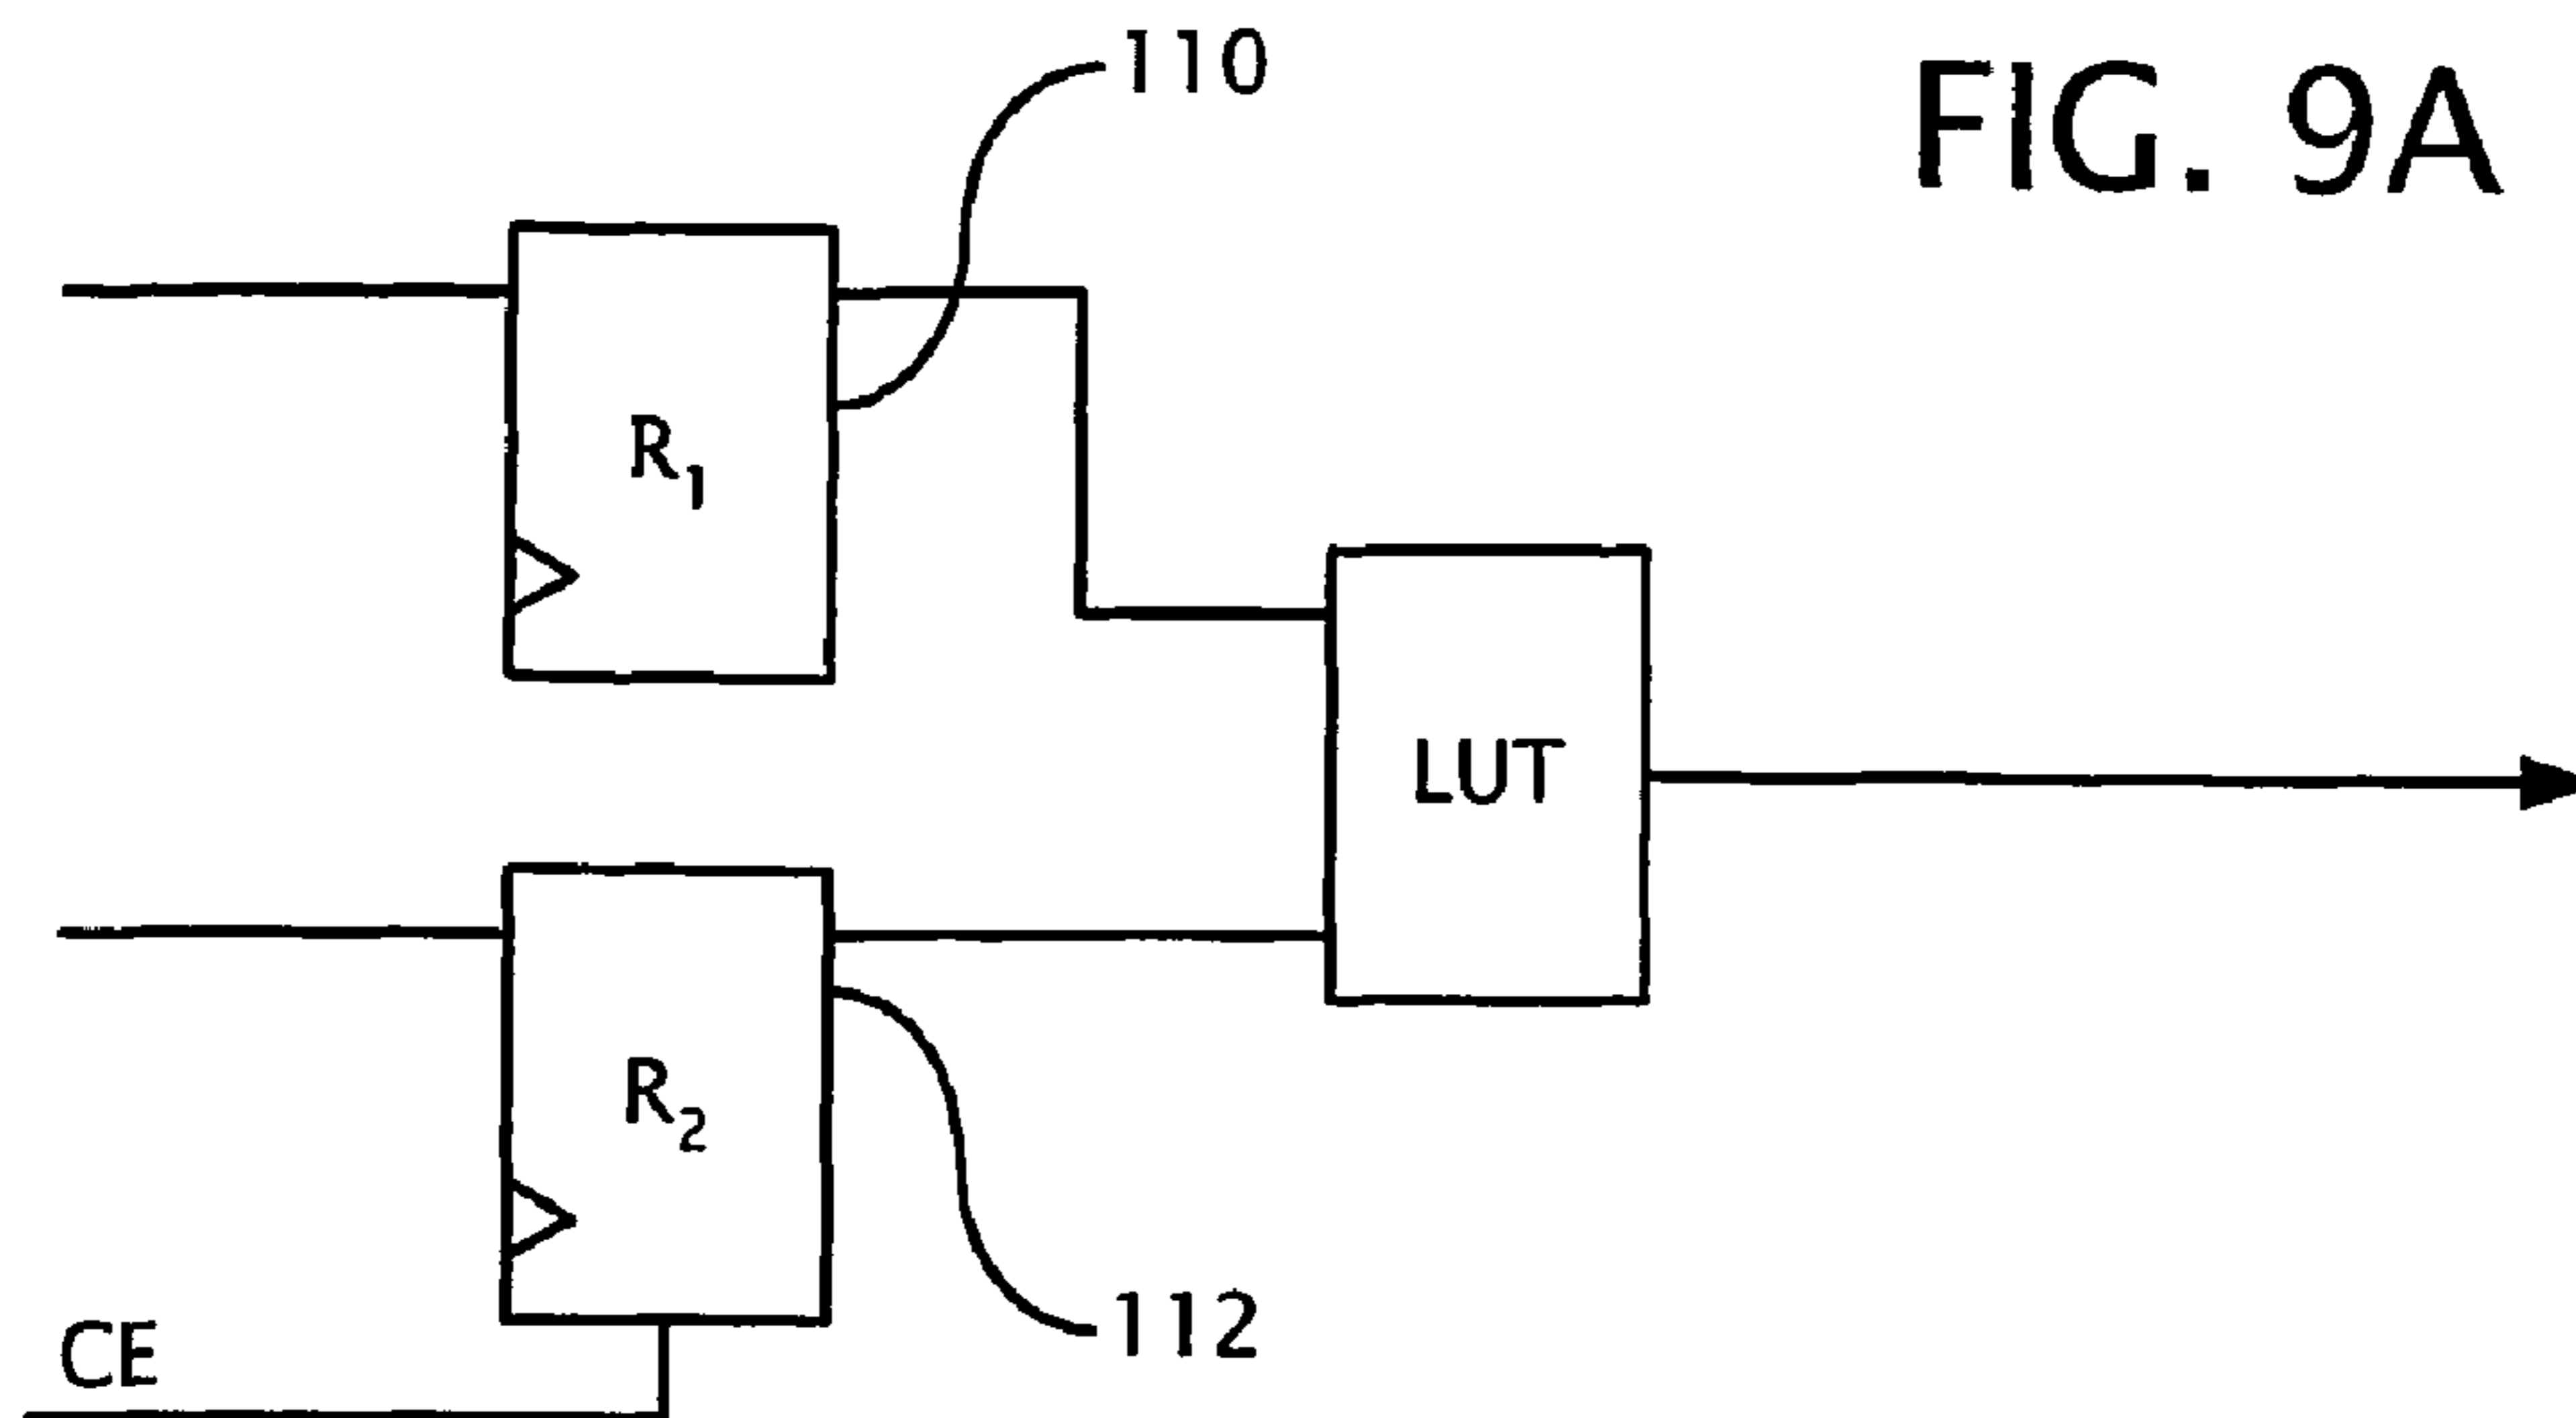 110
FIG. 9A
R₁
LUT
R₂
112
CE